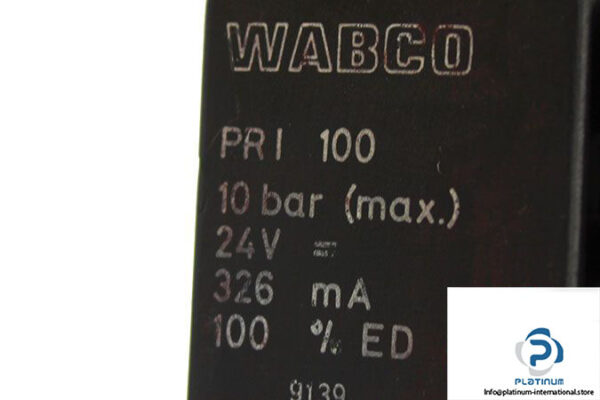 WABCO
PRI 100
10 bar (max.)
24V ⎓
326 mA
100 % ED
9139
PLATINUM
info@platinum-international.store